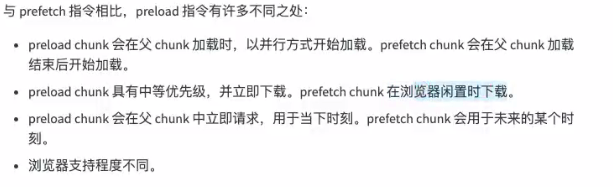 与 prefetch 指令相比，preload 指令有许多不同之处：
• preload chunk 会在父 chunk 加载时，以并行方式开始加载。prefetch chunk 会在父 chunk 加载
结束后开始加载。
• preload chunk 具有中等优先级，并立即下载。prefetch chunk 在浏览器闲置时下载。
• preload chunk 会在父 chunk 中立即请求，用于当下时刻。prefetch chunk 会用于未来的某个时
刻。
• 浏览器支持程度不同。